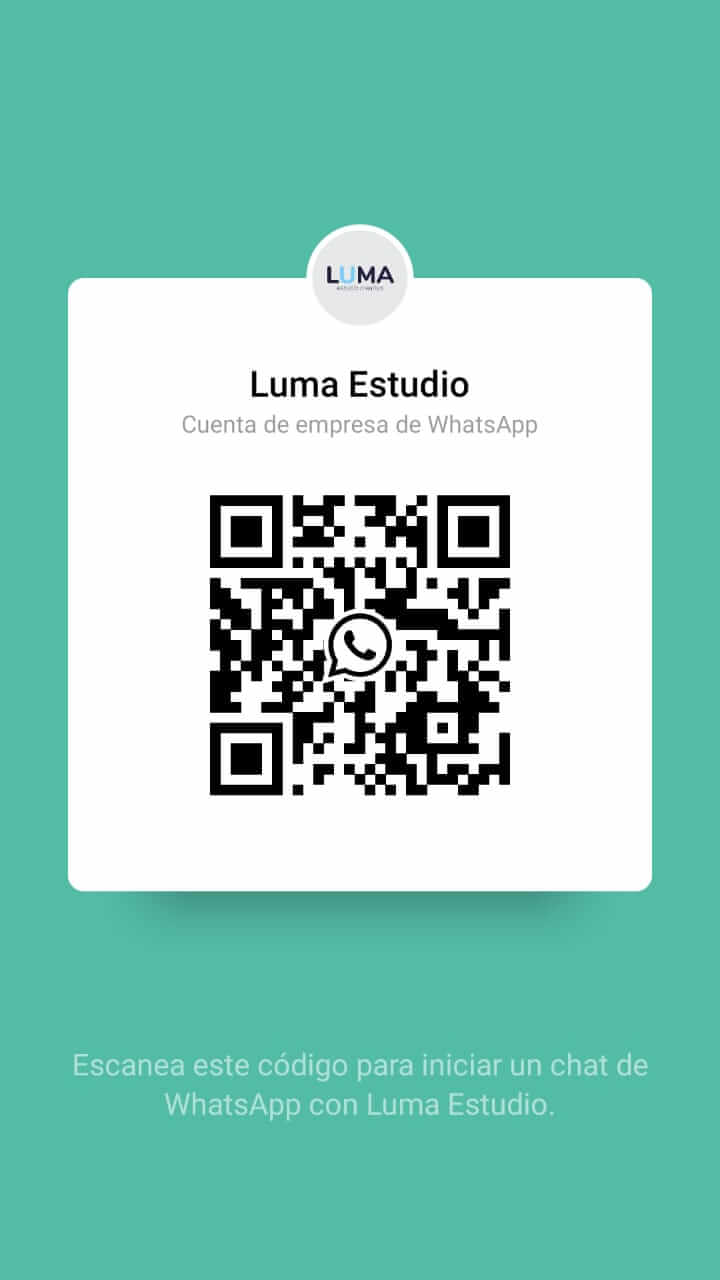 LUMA
Luma Estudio
Cuenta de empresa de WhatsApp
Escanea este código para iniciar un chat de
WhatsApp con Luma Estudio.